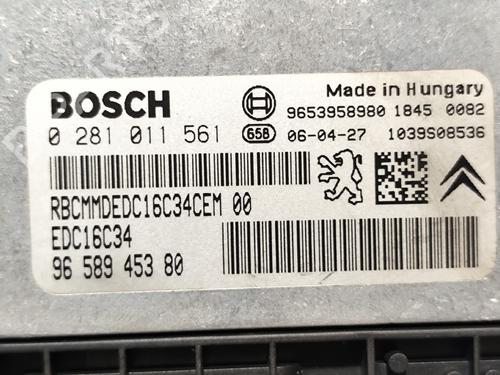 BOSCH
Made in Hungary
9653958980 1845 0082
0 281 011 561
658
06-04-27
1039S08536
RBCMMDEDC16C34CEM 00
EDC16C34
96 589 453 80